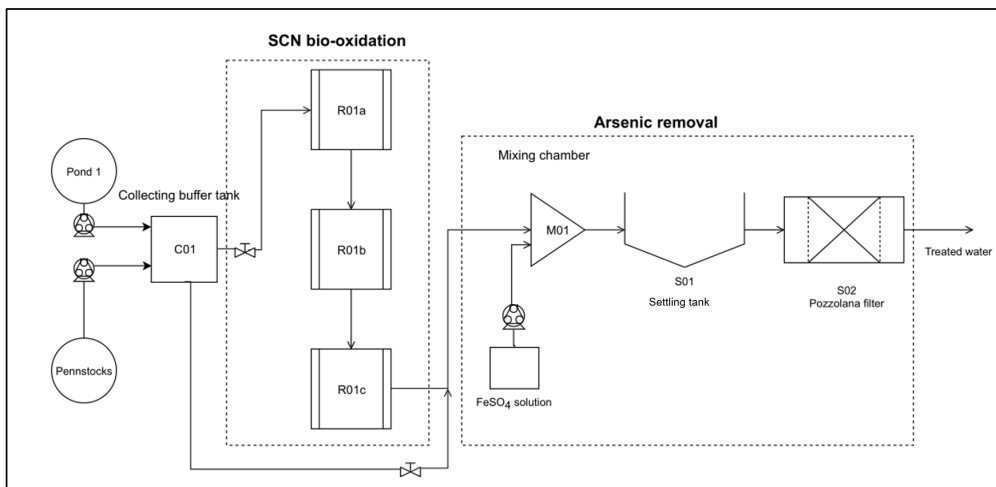 SCN bio-oxidation
R01a
Arsenic removal
Mixing chamber
Pond 1
Collecting buffer tank
C01
R01b
M01
Treated water
S01
Settling tank
S02
Pozzolana filter
Pennstocks
R01c
FeSO4 solution